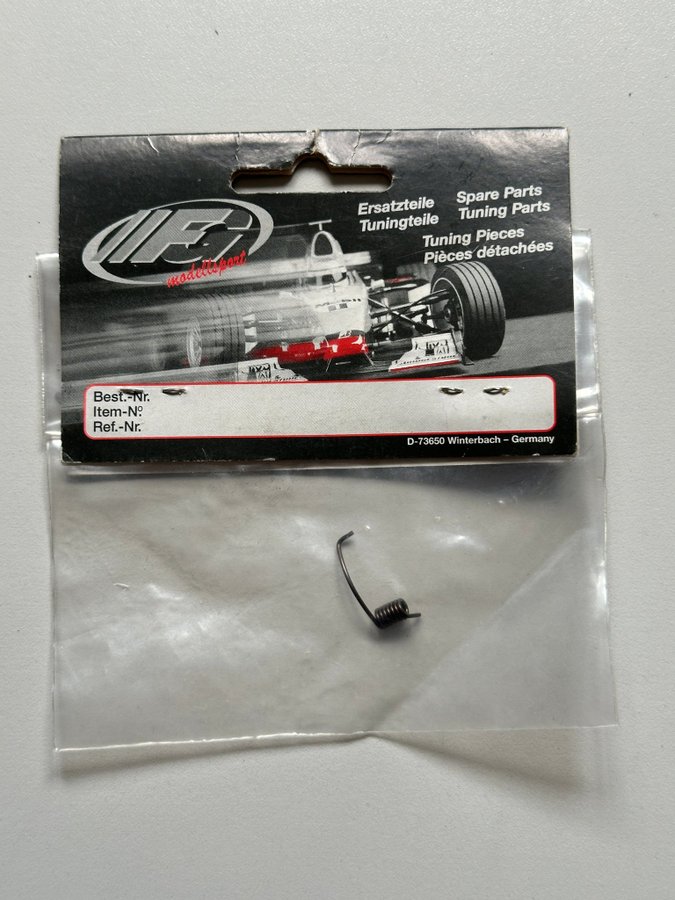 FG
modellsport
Ersatzteile
Tuningteile
Spare Parts
Tuning Parts
Tuning Pieces
Pièces détachées
Best.-Nr.
Item-Nº
Ref.-Nr.
D-73650 Winterbach – Germany